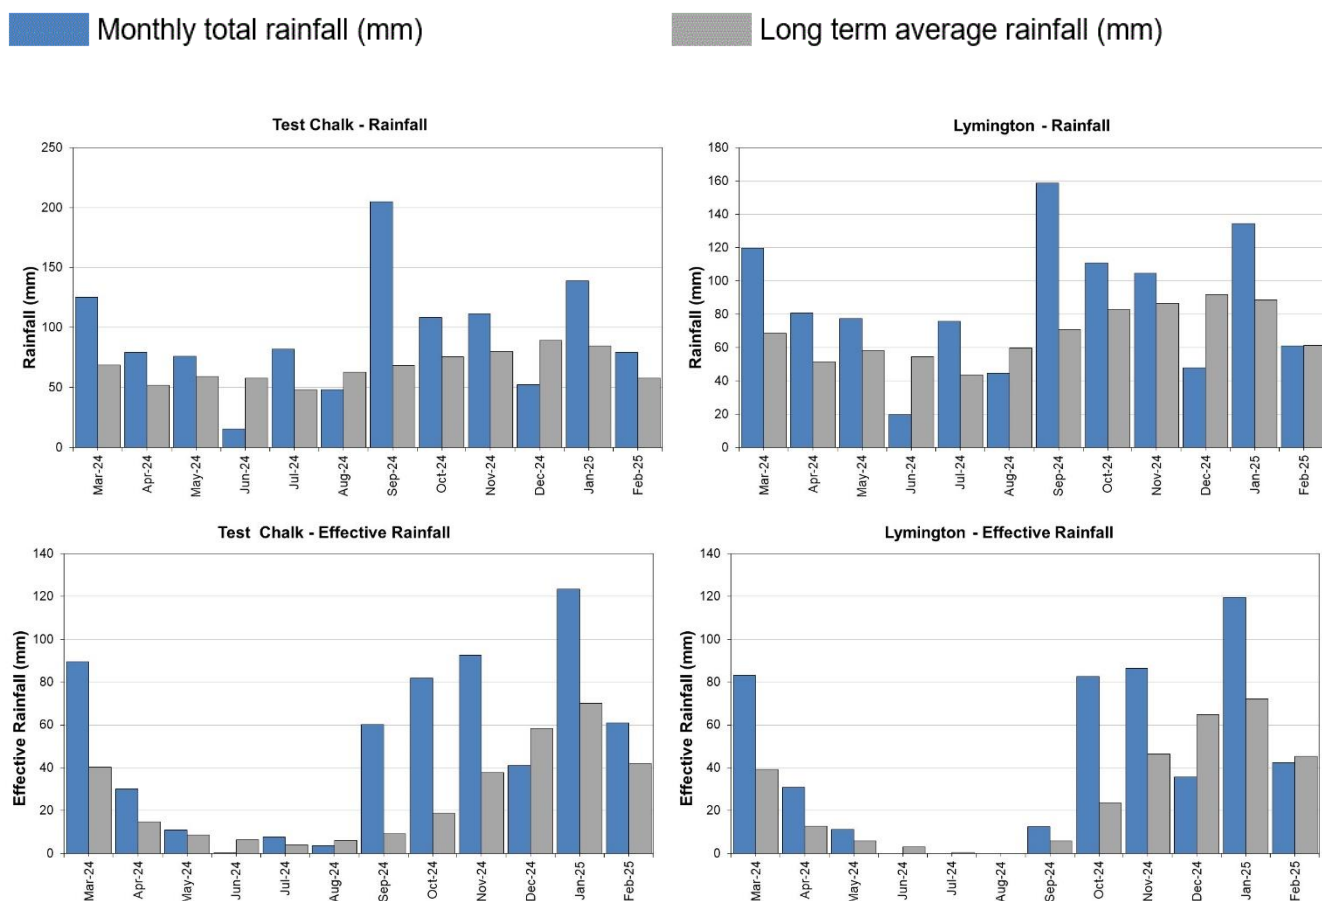 Monthly total rainfall (mm)
Long term average rainfall (mm)
Test Chalk - Rainfall
Rainfall (mm)
250
200
150
100
50
0
Mar-24
Apr-24
May-24
Jun-24
Jul-24
Aug-24
Sep-24
Oct-24
Nov-24
Dec-24
Jan-25
Feb-25
Lymington - Rainfall
Rainfall (mm)
180
160
140
120
100
80
60
40
20
0
Mar-24
Apr-24
May-24
Jun-24
Jul-24
Aug-24
Sep-24
Oct-24
Nov-24
Dec-24
Jan-25
Feb-25
Test Chalk - Effective Rainfall
Effective Rainfall (mm)
140
120
100
80
60
40
20
0
Mar-24
Apr-24
May-24
Jun-24
Jul-24
Aug-24
Sep-24
Oct-24
Nov-24
Dec-24
Jan-25
Feb-25
Lymington - Effective Rainfall
Effective Rainfall (mm)
140
120
100
80
60
40
20
0
Mar-24
Apr-24
May-24
Jun-24
Jul-24
Aug-24
Sep-24
Oct-24
Nov-24
Dec-24
Jan-25
Feb-25